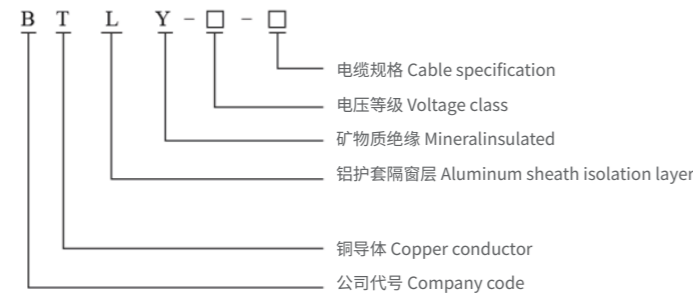 B T L Y - □ - □
电缆规格 Cable specification
电压等级 Voltage class
矿物质绝缘 Mineralinsulated
铝护套隔窗层 Aluminum sheath isolation layer
铜导体 Copper conductor
公司代号 Company code